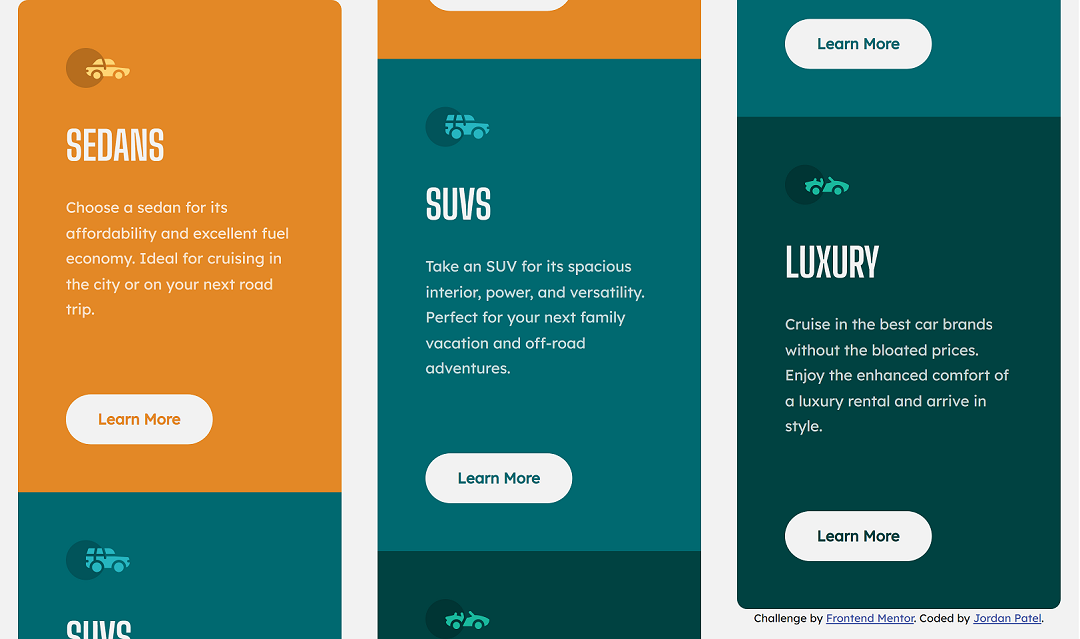 SEDANS
Choose a sedan for its
affordability and excellent fuel
economy. Ideal for cruising in
the city or on your next road
trip.
Learn More
SUVS
SUVS
Take an SUV for its spacious
interior, power, and versatility.
Perfect for your next family
vacation and off-road
adventures.
Learn More
Learn More
LUXURY
Cruise in the best car brands
without the bloated prices.
Enjoy the enhanced comfort of
a luxury rental and arrive in
style.
Learn More
Challenge by Frontend Mentor. Coded by Jordan Patel.